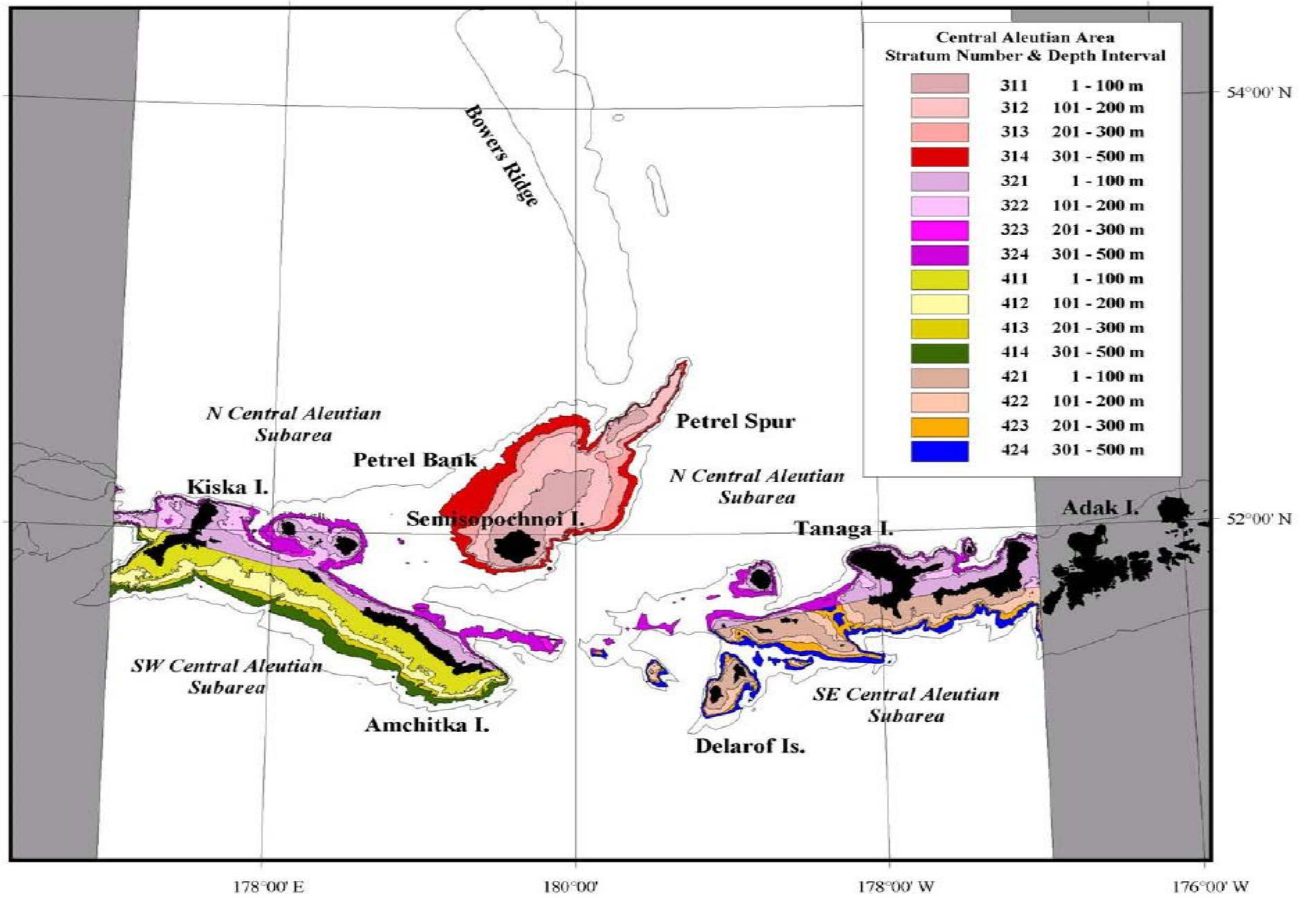 Central Aleutian Area
Stratum Number & Depth Interval
311 1 - 100 m
312 101 - 200 m
313 201 - 300 m
314 301 - 500 m
321 1 - 100 m
322 101 - 200 m
323 201 - 300 m
324 301 - 500 m
411 1 - 100 m
412 101 - 200 m
413 201 - 300 m
414 301 - 500 m
421 1 - 100 m
422 101 - 200 m
423 201 - 300 m
424 301 - 500 m
54°00' N
Bowers Ridge
N Central Aleutian
Subarea
Petrel Spur
Petrel Bank
N Central Aleutian
Subarea
Kiska I.
Semisopochnoi I.
Tanaga I.
Adak I.
52°00' N
SW Central Aleutian
Subarea
SE Central Aleutian
Subarea
Amchitka I.
Delarof Is.
178°00' E
180°00'
178°00' W
176°00' W